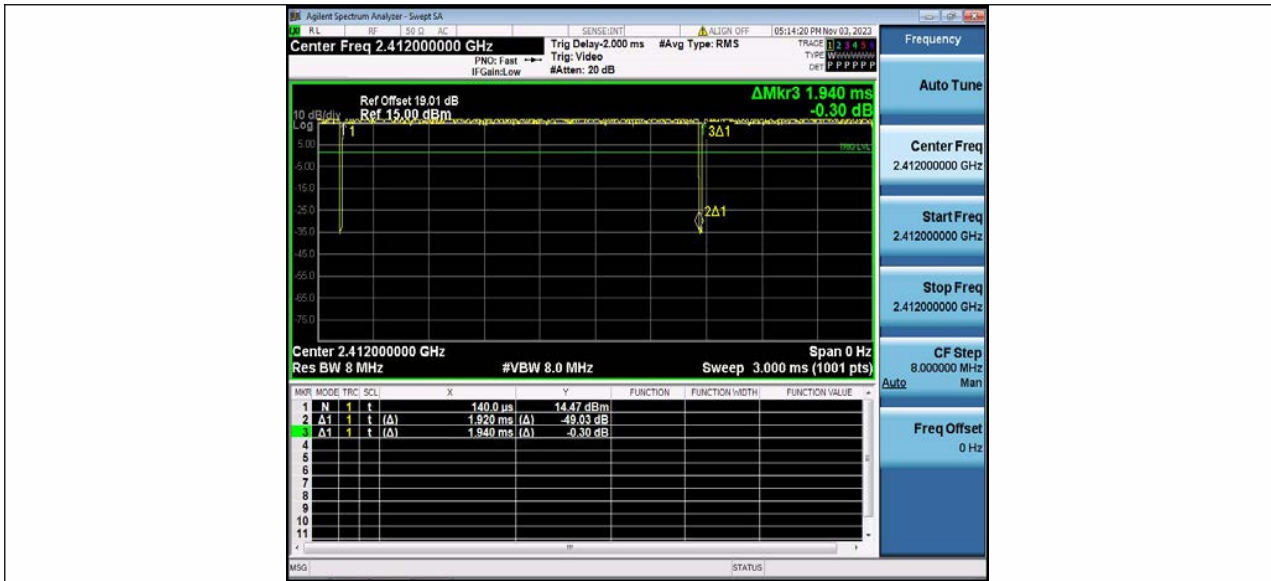 Agilent Spectrum Analyzer - Swept SA
RL RF 50 Ω AC SENSE:INT ALIGN OFF 05:14:20 PM Nov 03, 2023
Center Freq 2.412000000 GHz
PNO: Fast
IFGain:Low
Trig Delay-2.000 ms
Trig: Video
#Atten: 20 dB
#Avg Type: RMS
TRACE 1 2 3 4 5 6
TYPE W
DET P P P P P P
Ref Offset 19.01 dB
Ref 15.00 dBm
10 dB/div
Log
ΔMkr3 1.940 ms
-0.30 dB
1
3Δ1
TRIG LVL
2Δ1
5.00
-5.00
-15.0
-25.0
-35.0
-45.0
-55.0
-65.0
-75.0
Center 2.412000000 GHz Span 0 Hz
Res BW 8 MHz #VBW 8.0 MHz Sweep 3.000 ms (1001 pts)
MKR MODE TRC SCL X Y FUNCTION FUNCTION WIDTH FUNCTION VALUE
1 N 1 t 140.0 µs 14.47 dBm
2 Δ1 1 t (Δ) 1.920 ms (Δ) -49.03 dB
3 Δ1 1 t (Δ) 1.940 ms (Δ) -0.30 dB
4
5
6
7
8
9
10
11
MSG STATUS
Frequency
Auto Tune
Center Freq
2.412000000 GHz
Start Freq
2.412000000 GHz
Stop Freq
2.412000000 GHz
CF Step
8.000000 MHz
Auto Man
Freq Offset
0 Hz